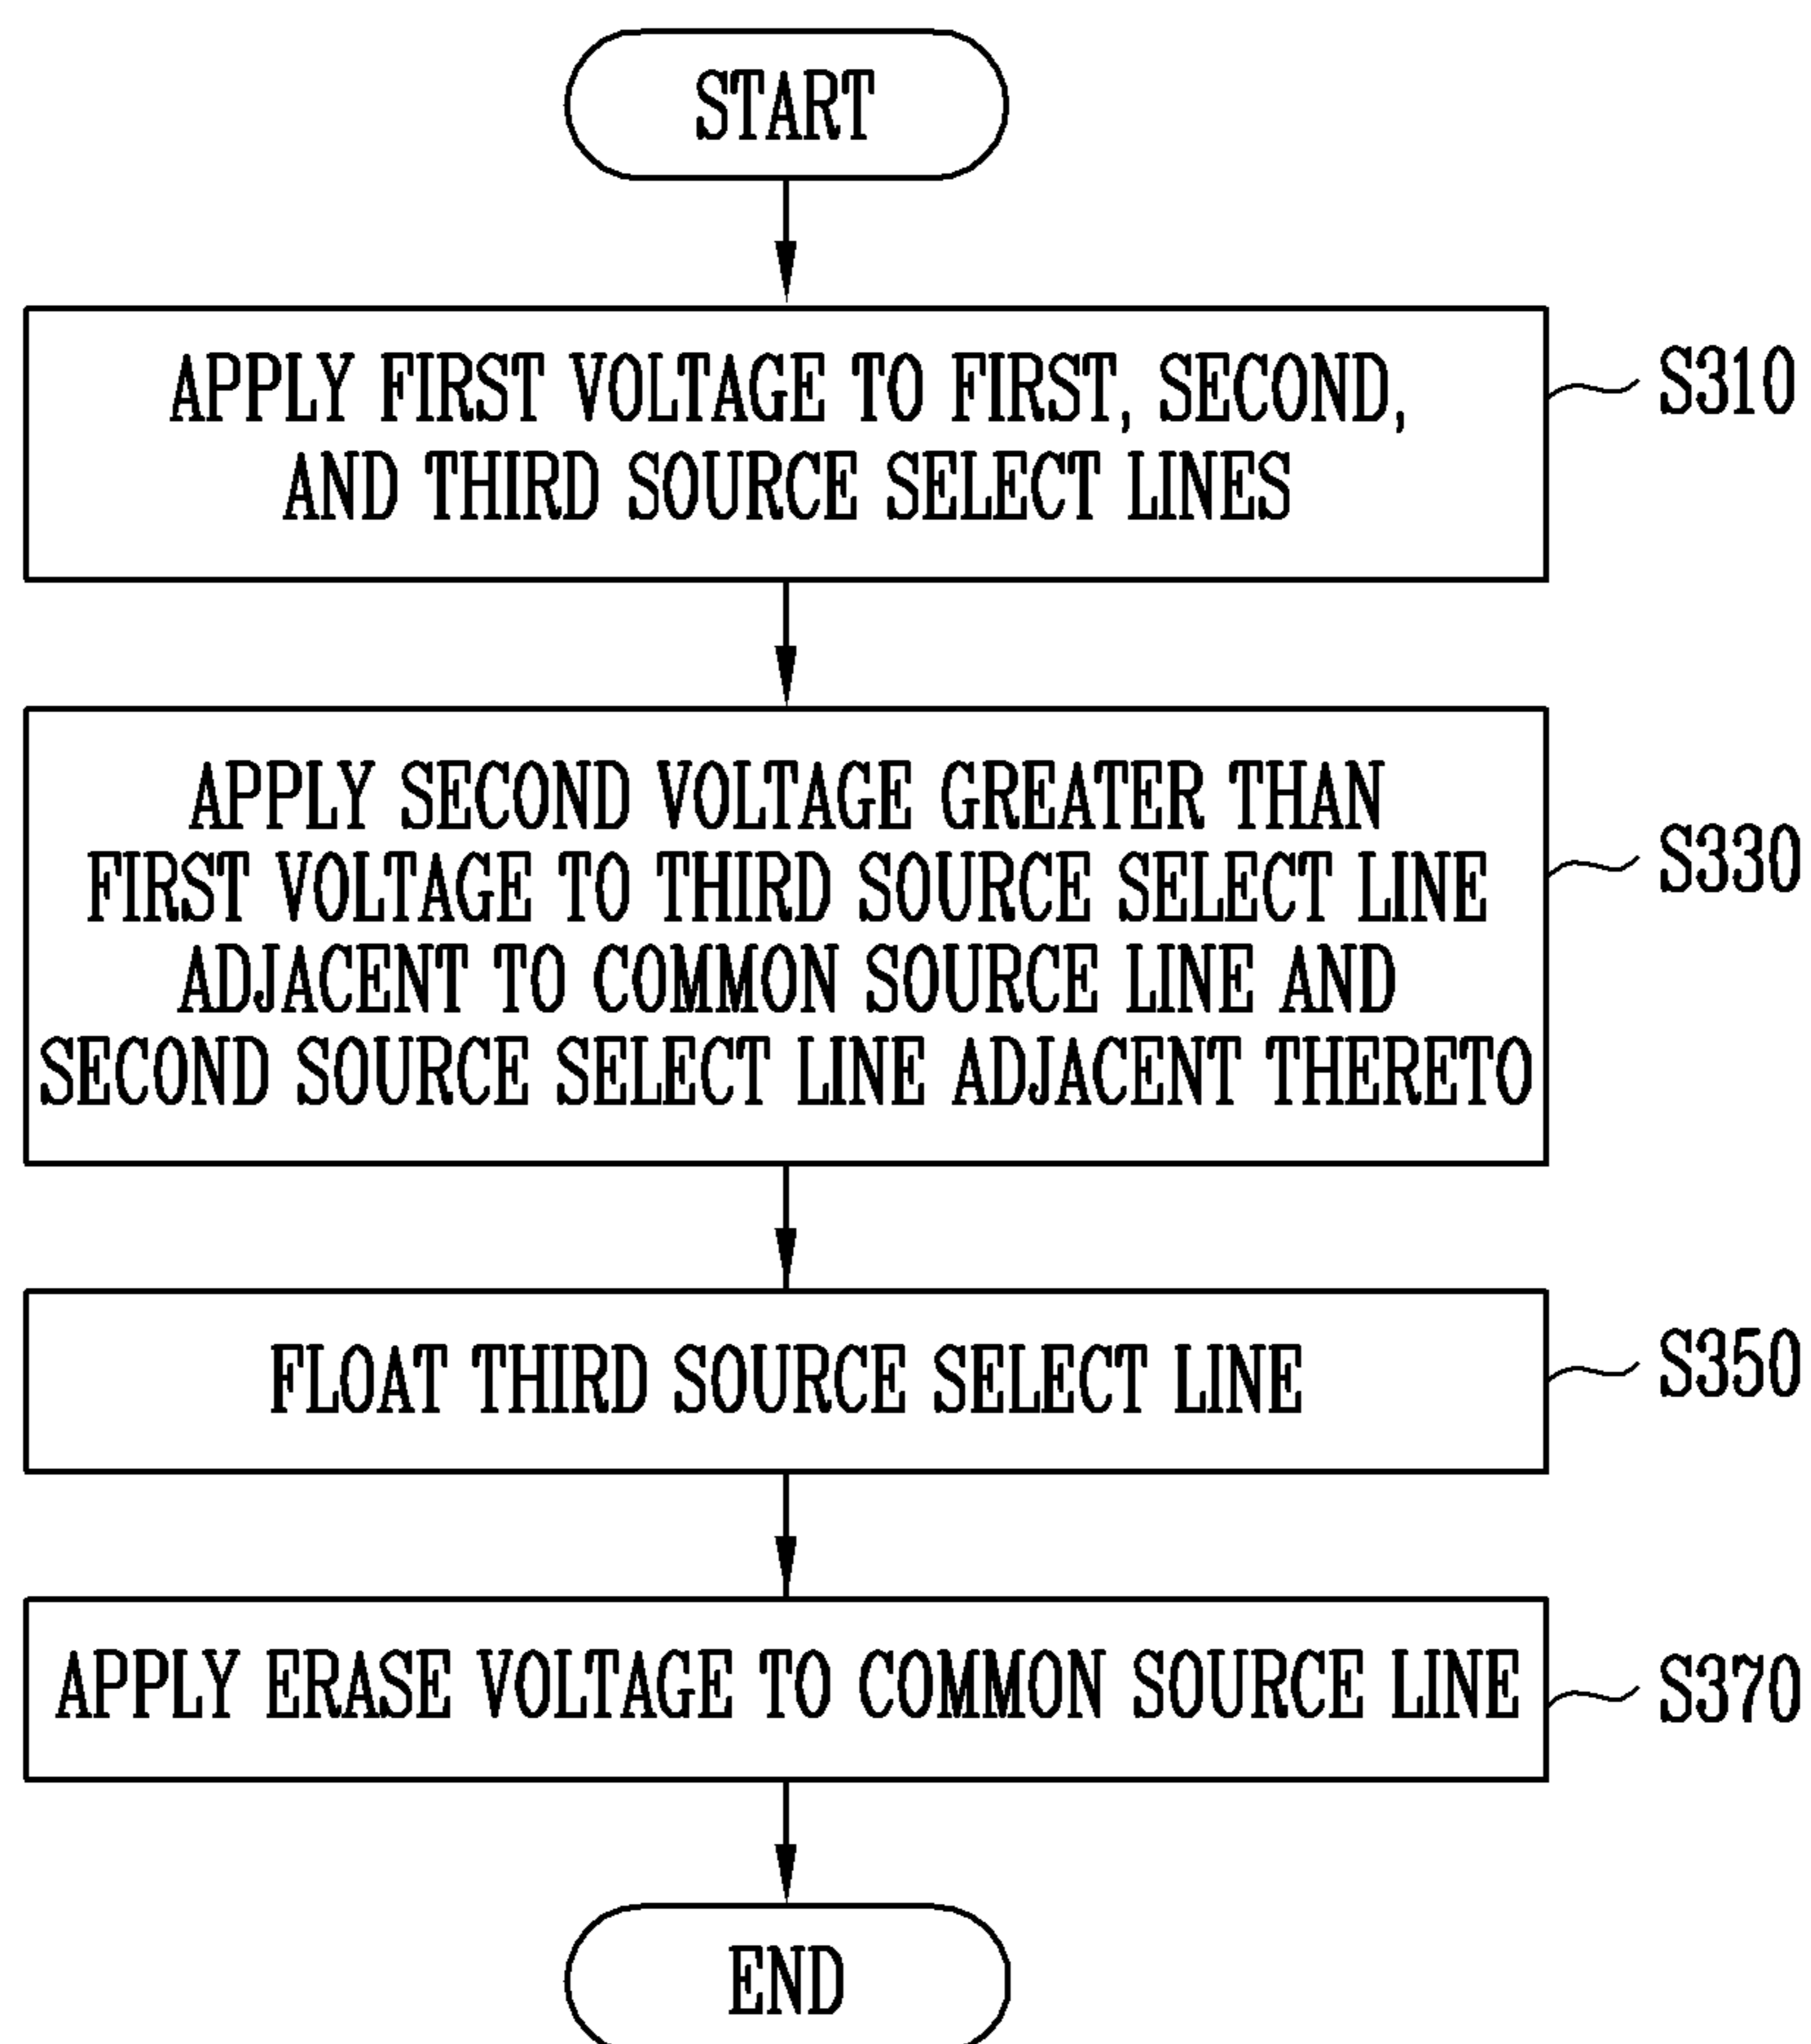 START
APPLY FIRST VOLTAGE TO FIRST, SECOND,
AND THIRD SOURCE SELECT LINES
S310
APPLY SECOND VOLTAGE GREATER THAN
FIRST VOLTAGE TO THIRD SOURCE SELECT LINE
ADJACENT TO COMMON SOURCE LINE AND
SECOND SOURCE SELECT LINE ADJACENT THERETO
S330
FLOAT THIRD SOURCE SELECT LINE
S350
APPLY ERASE VOLTAGE TO COMMON SOURCE LINE
S370
END